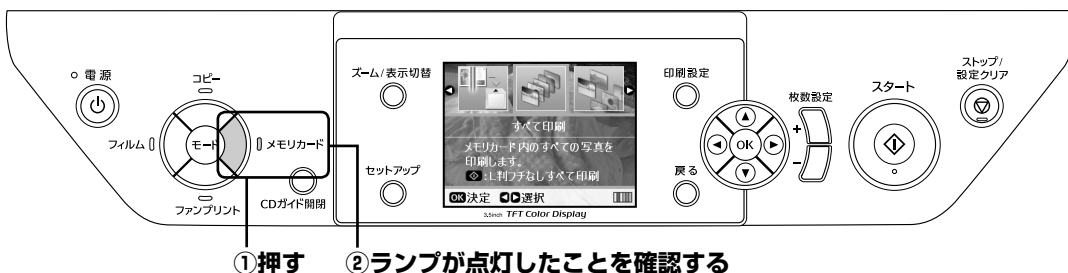 電源
コピー
フィルム
モード
メモリカード
ファンプリント
CDガイド開閉
ズーム/表示切替
セットアップ
すべて印刷
メモリカード内のすべての写真を
印刷します。
:L判フチなしすべて印刷
OK決定 選択
3.5inch TFT Color Display
印刷設定
戻る
OK
枚数設定
+
-
スタート
ストップ/
設定クリア
①押す
②ランプが点灯したことを確認する